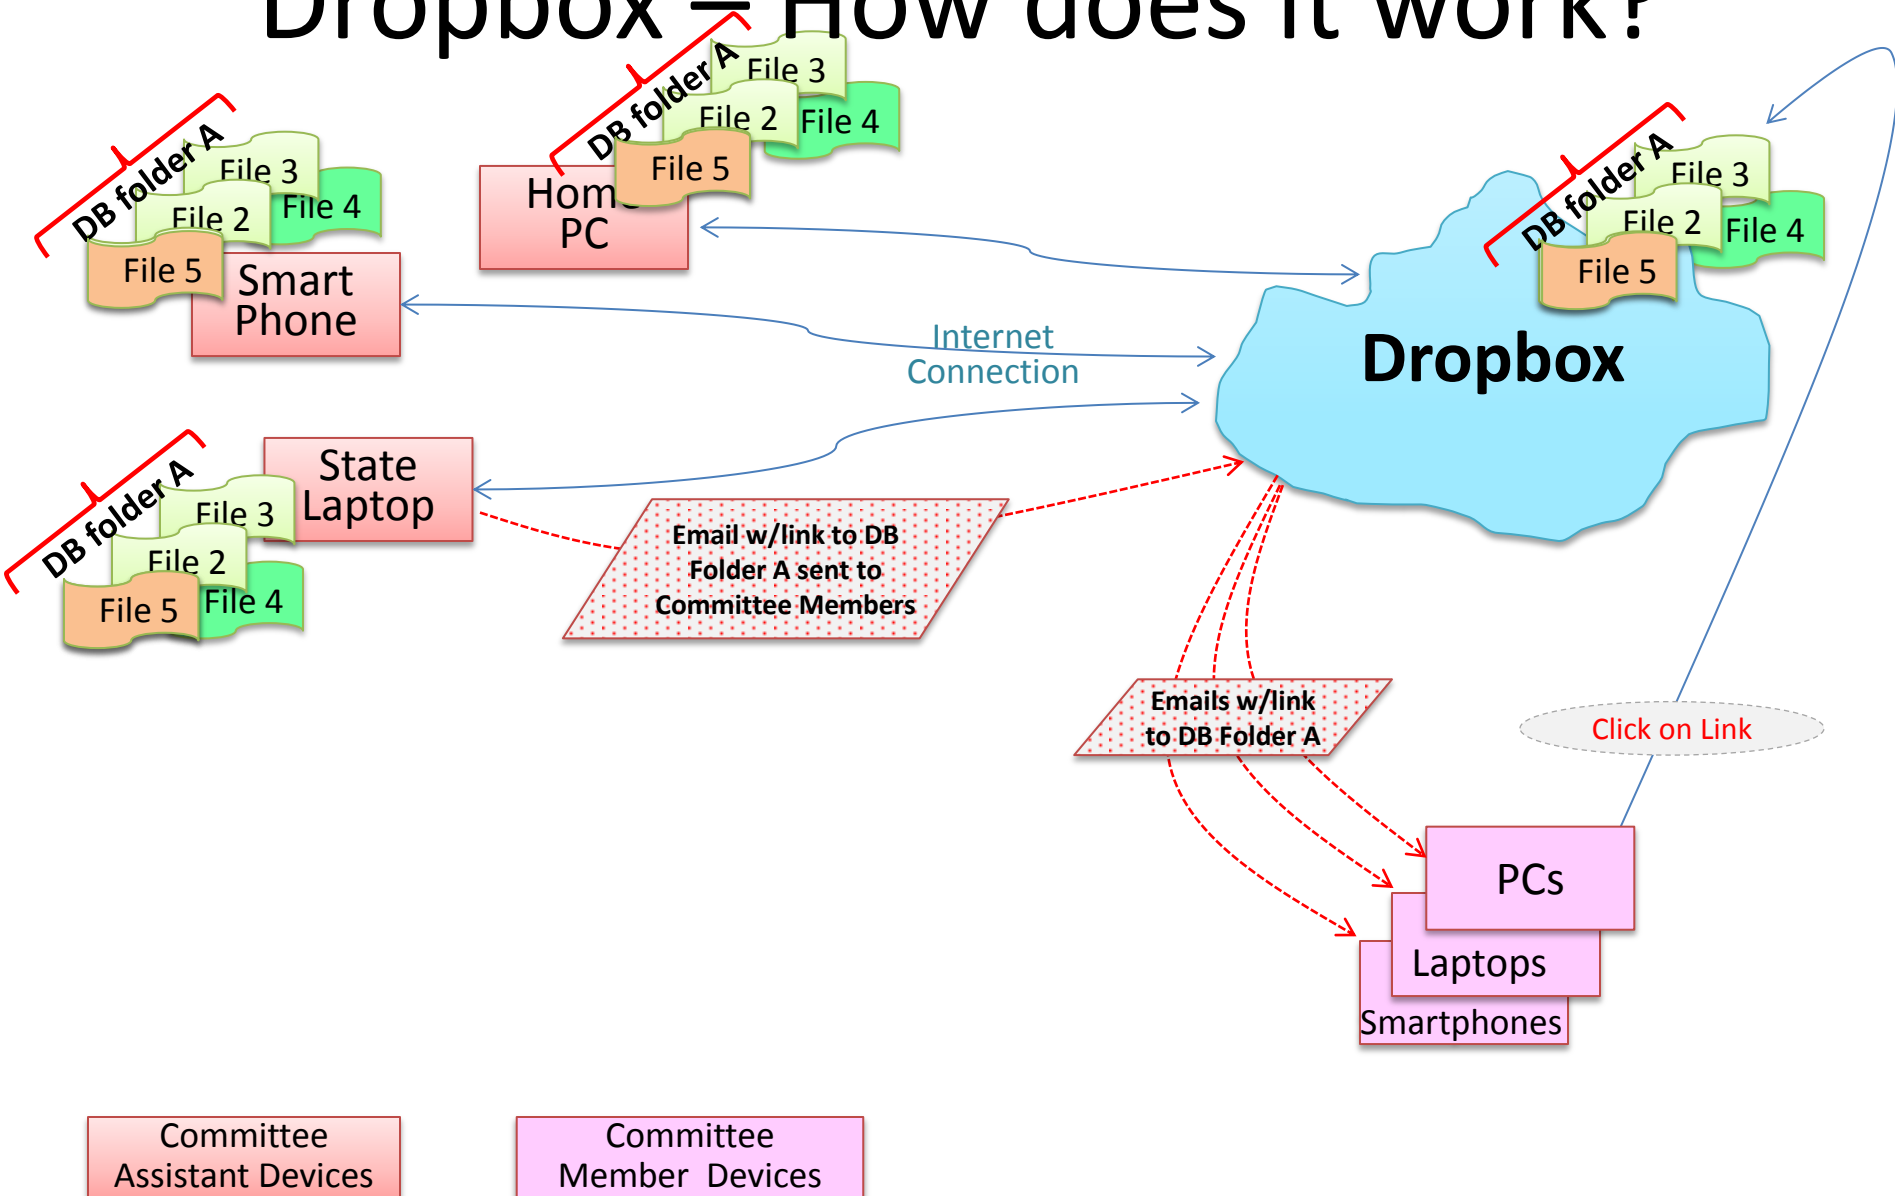 Dropbox – How does it work?
DB folder A
File 3
File 2
File 4
File 5
Home
PC
DB folder A
File 3
File 2
File 4
File 5
Smart
Phone
DB folder A
File 3
File 2
File 4
File 5
Dropbox
Internet
Connection
DB folder A
File 3
File 2
File 4
File 5
State
Laptop
Email w/link to DB
Folder A sent to
Committee Members
Emails w/link
to DB Folder A
Click on Link
PCs
Laptops
Smartphones
Committee
Assistant Devices
Committee
Member Devices